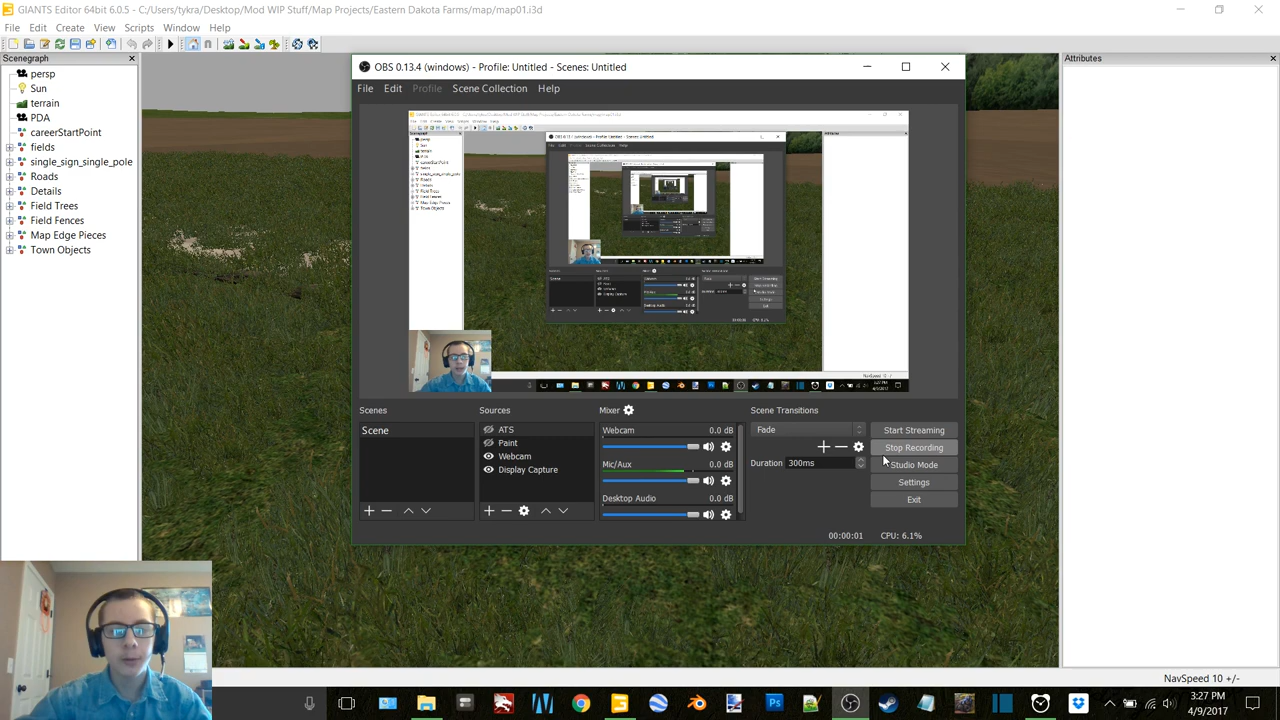 GIANTS Editor 64bit 6.0.5 - C:/Users/tykra/Desktop/Mod WIP Stuff/Map Projects/Eastern Dakota Farms/map/map01.i3d
File Edit Create View Scripts Window Help
Scenegraph
persp
Sun
terrain
PDA
careerStartPoint
fields
single_sign_single_pole
Roads
Details
Field Trees
Field Fences
Map Edge Pieces
Town Objects
OBS 0.13.4 (windows) - Profile: Untitled - Scenes: Untitled
File Edit Profile Scene Collection Help
Scenes
Scene
Sources
ATS
Paint
Webcam
Display Capture
Mixer
Webcam 0.0 dB
Mic/Aux 0.0 dB
Desktop Audio 0.0 dB
Scene Transitions
Fade
Duration 300ms
Start Streaming
Stop Recording
Studio Mode
Settings
Exit
00:00:01 CPU: 6.1%
Attributes
NavSpeed 10 +/-
3:27 PM
4/9/2017